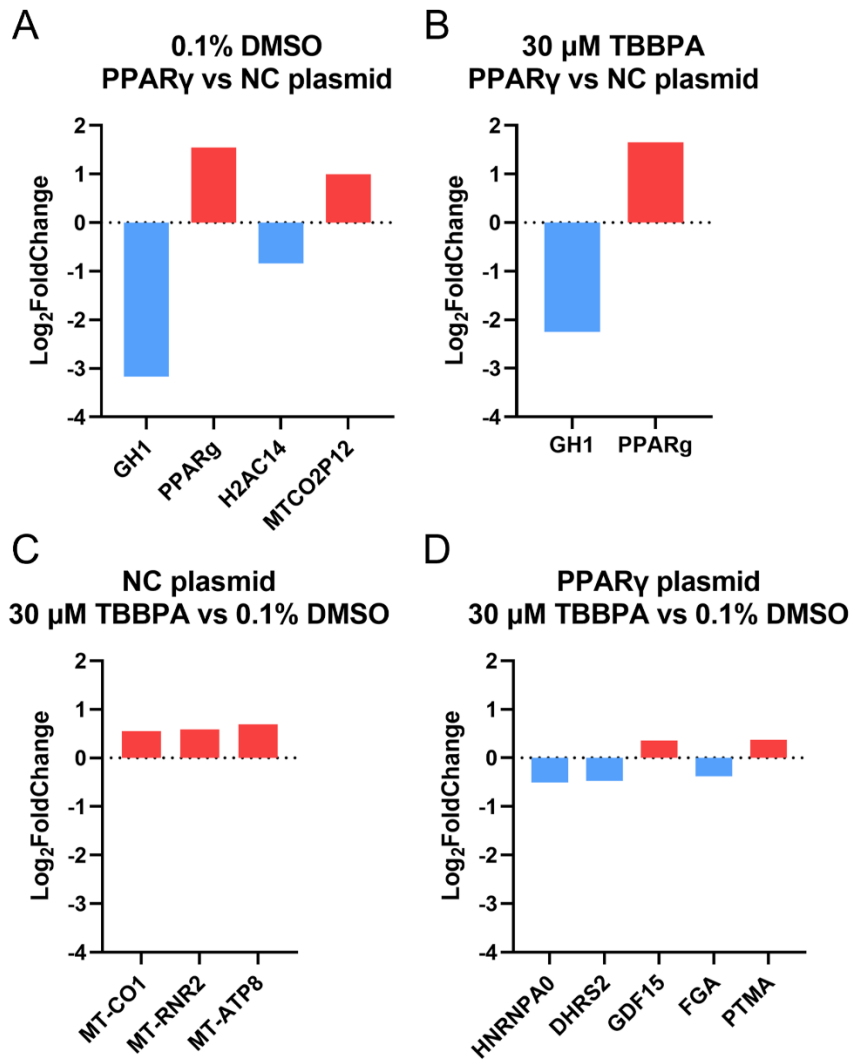 A
0.1% DMSO
PPARγ vs NC plasmid
Log₂FoldChange
2
1
0
-1
-2
-3
-4
GH1
PPARg
H2AC14
MTCO2P12
B
30 µM TBBPA
PPARγ vs NC plasmid
Log₂FoldChange
2
1
0
-1
-2
-3
-4
GH1
PPARg
C
NC plasmid
30 µM TBBPA vs 0.1% DMSO
Log₂FoldChange
2
1
0
-1
-2
-3
-4
MT-CO1
MT-RNR2
MT-ATP8
D
PPARγ plasmid
30 µM TBBPA vs 0.1% DMSO
Log₂FoldChange
2
1
0
-1
-2
-3
-4
HNRNPA0
DHRS2
GDF15
FGA
PTMA